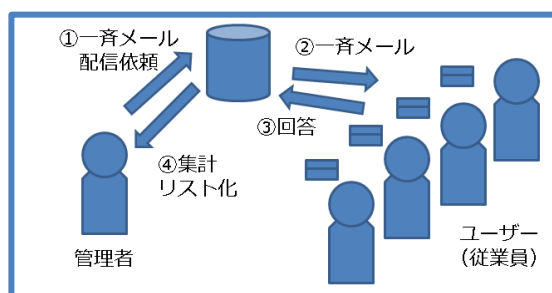 ①一斉メール
配信依頼
②一斉メール
③回答
④集計
リスト化
管理者
ユーザー
（従業員）